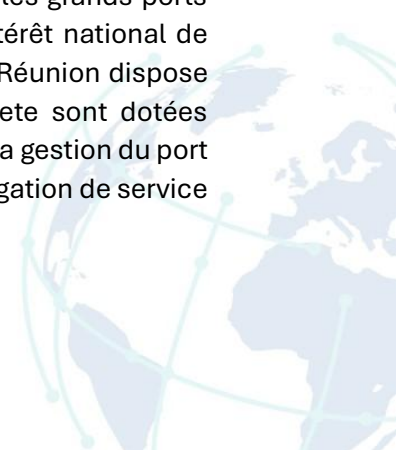 les grands ports
térêt national de
Réunion dispose
ete sont dotées
a gestion du port
gation de service